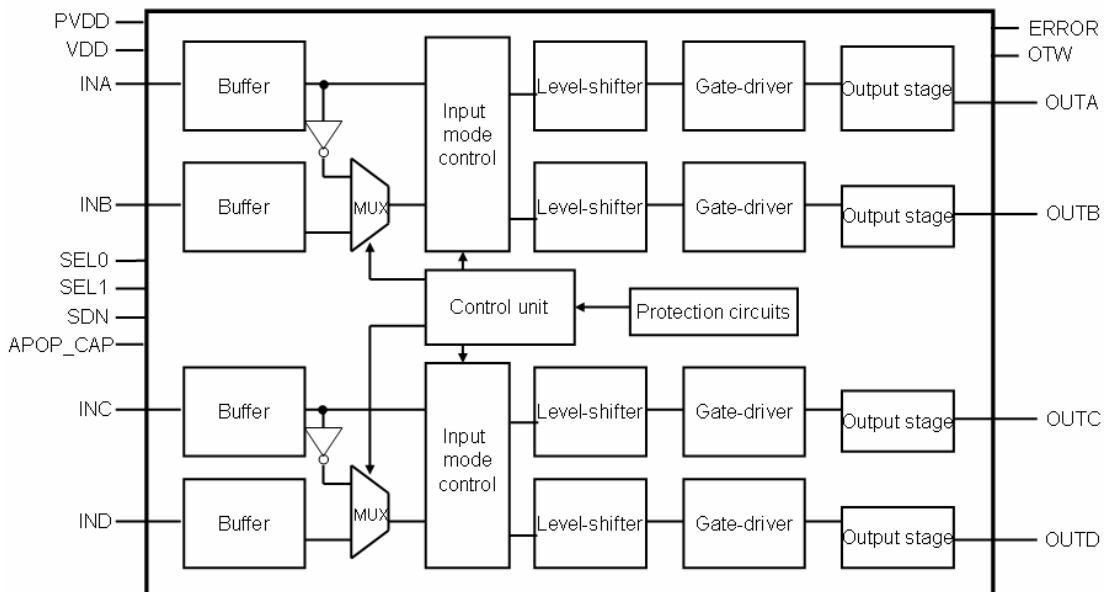 PVDD
ERROR
VDD
OTW
INA
Buffer
Input
mode
control
Level-shifter
Gate-driver
Output stage
OUTA
INB
Buffer
MUX
Level-shifter
Gate-driver
Output stage
OUTB
SEL0
SEL1
SDN
APOP_CAP
Control unit
Protection circuits
INC
Buffer
Input
mode
control
Level-shifter
Gate-driver
Output stage
OUTC
IND
Buffer
MUX
Level-shifter
Gate-driver
Output stage
OUTD